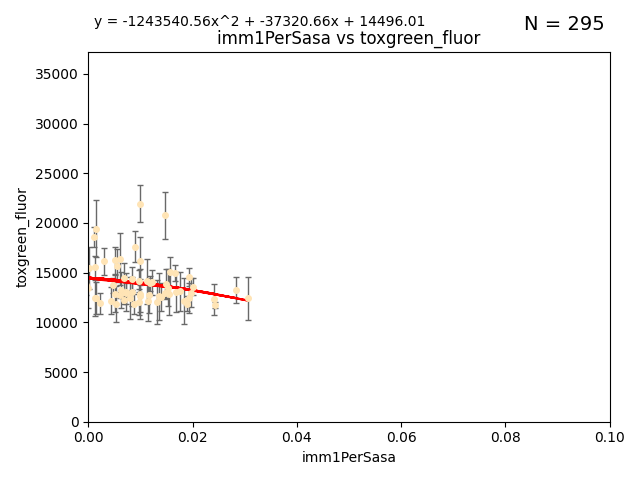 y = -1243540.56x^2 + -37320.66x + 14496.01
N = 295
imm1PerSasa vs toxgreen_fluor
35000
30000
25000
20000
15000
10000
5000
0
toxgreen_fluor
0.00 0.02 0.04 0.06 0.08 0.10
imm1PerSasa